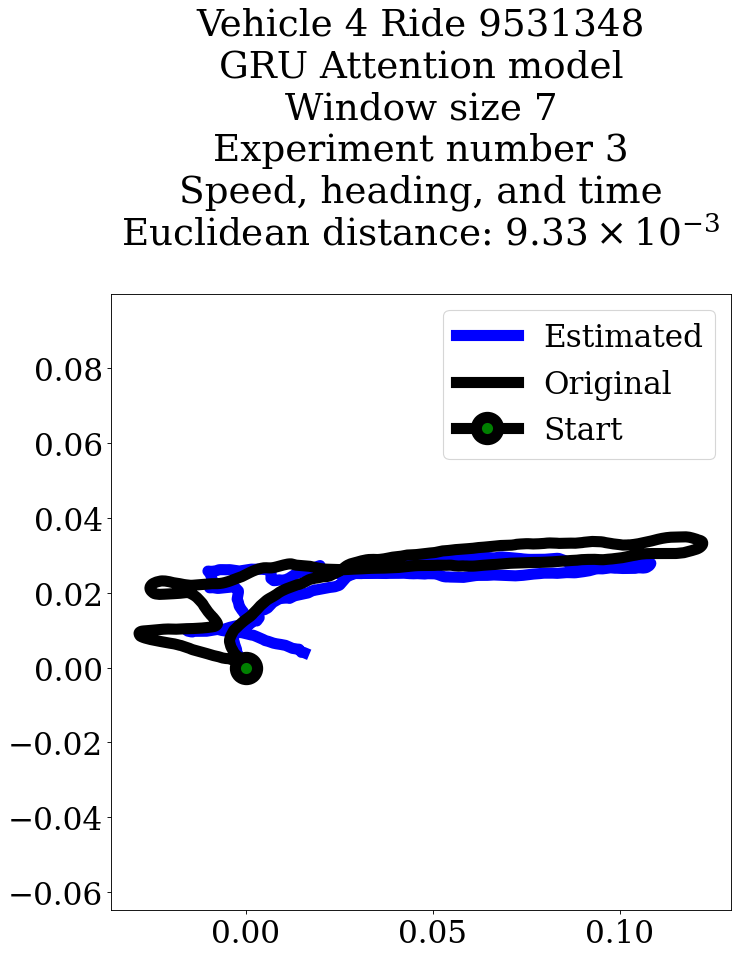 Vehicle 4 Ride 9531348
GRU Attention model
Window size 7
Experiment number 3
Speed, heading, and time
Euclidean distance: 9.33 × 10⁻³
Estimated
Original
Start
0.08
0.06
0.04
0.02
0.00
−0.02
−0.04
−0.06
0.00 0.05 0.10